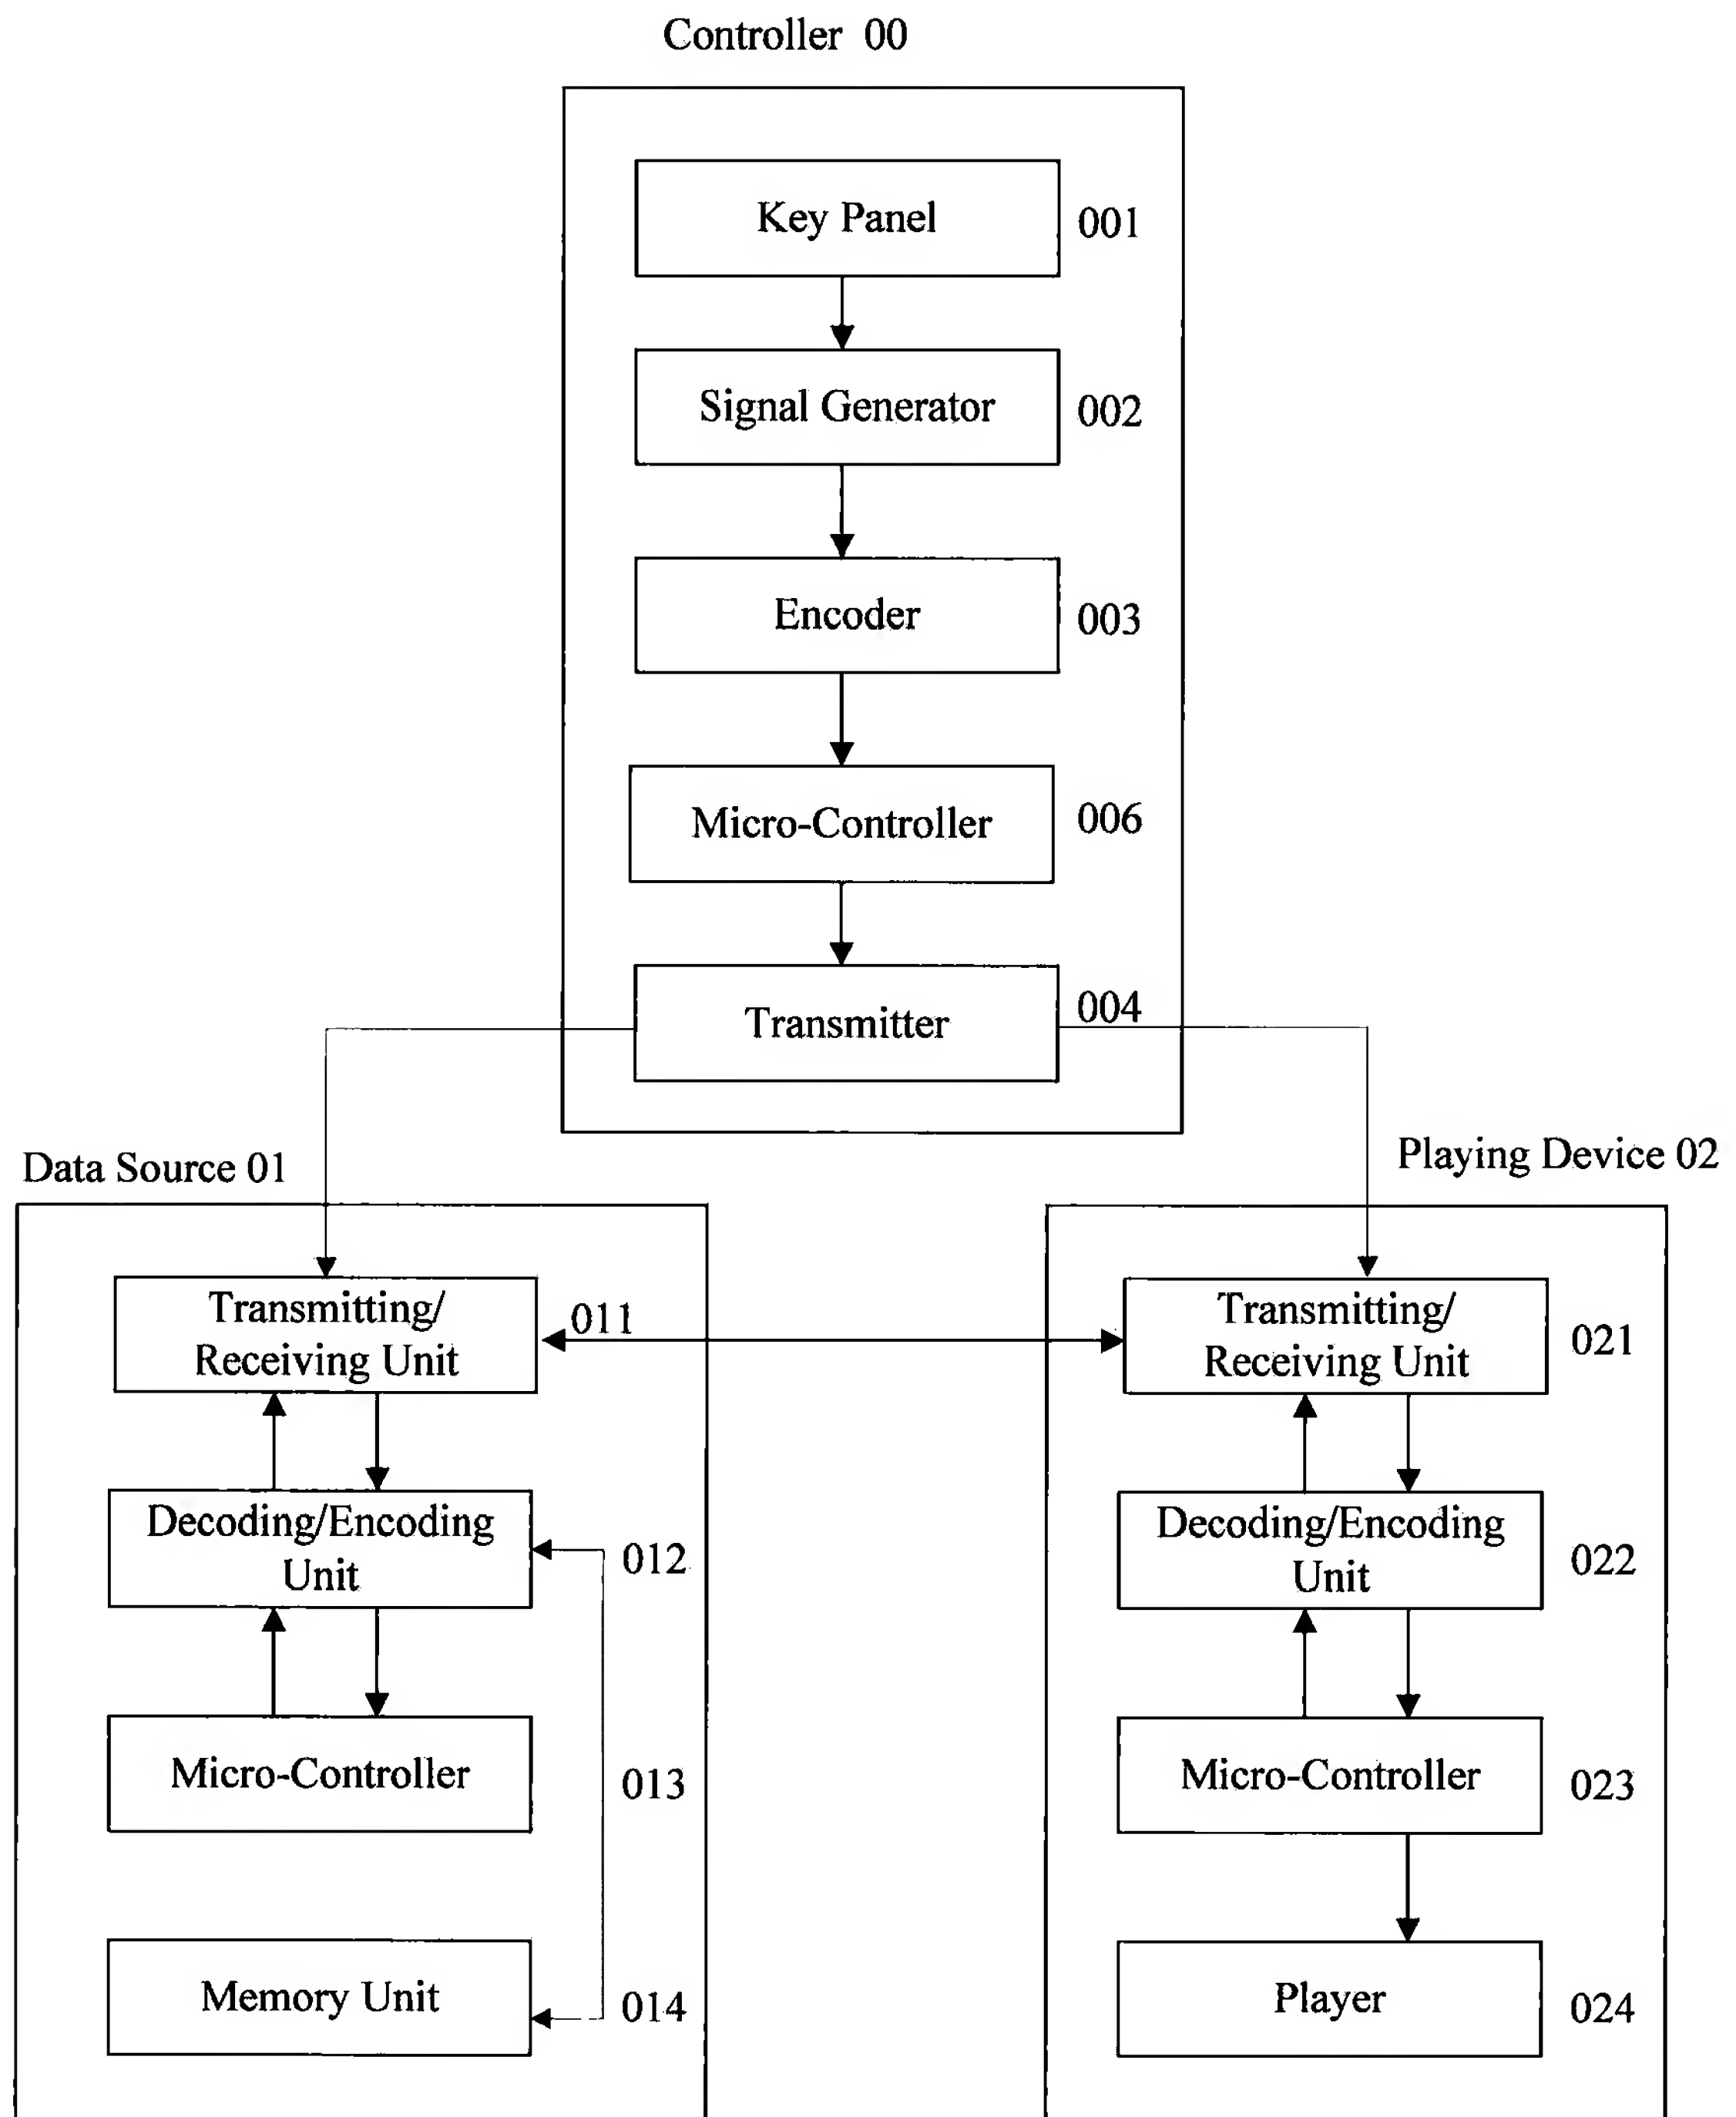 Controller 00
Key Panel 001
Signal Generator 002
Encoder 003
Micro-Controller 006
Transmitter 004
Data Source 01
Transmitting/
Receiving Unit
011
Decoding/Encoding
Unit
012
Micro-Controller
013
Memory Unit
014
Playing Device 02
Transmitting/
Receiving Unit
021
Decoding/Encoding
Unit
022
Micro-Controller
023
Player
024